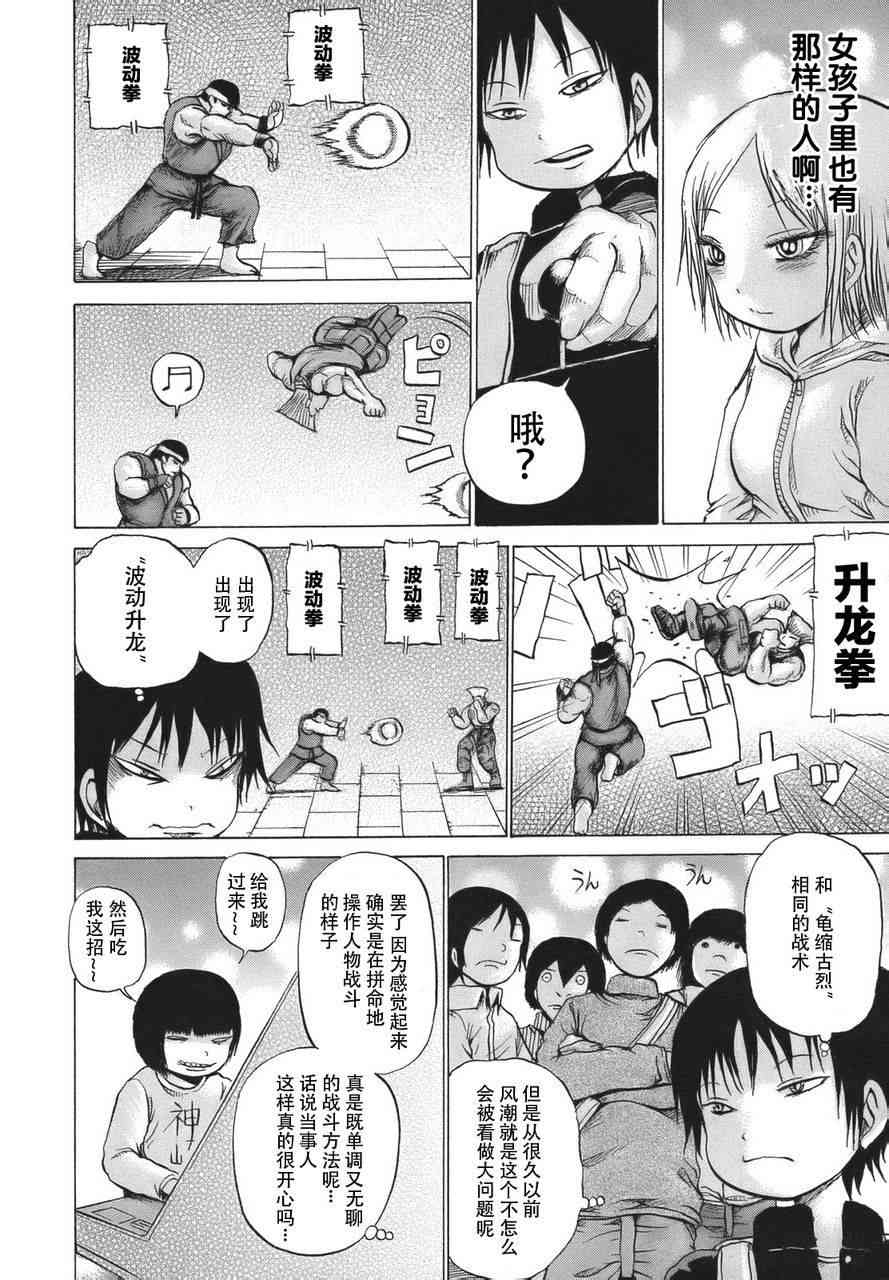 女孩子里也有
那样的人啊…
哦?
波动拳
波动拳
ピョン
升龙拳
ゴオッ
波动拳
波动拳
波动拳
出现了
出现了
〝波动升龙〞
和〝龟缩古烈〞
相同的战术
うん
うん
但是从很久以前
风潮就是这个不怎么
会被看做大问题呢
罢了 因为感觉起来
确实是在拼命地
操作人物战斗
的样子
真是既单调又无聊
的战斗方法呢…
话说当事人
这样真的很开心吗…
给我跳
过来~~
然后吃
我这招~~
神山